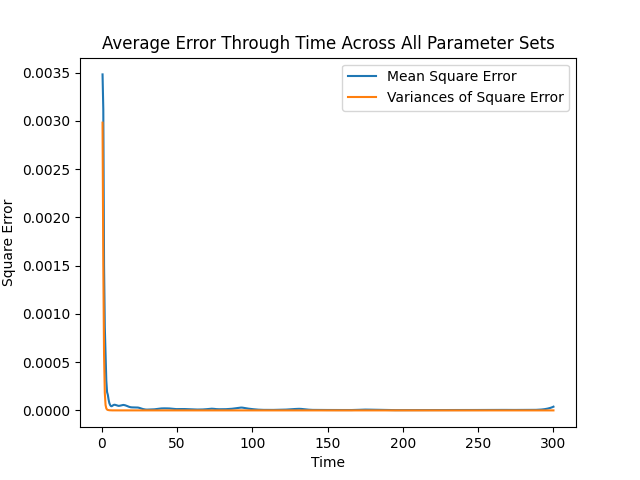 Average Error Through Time Across All Parameter Sets
Mean Square Error
Variances of Square Error
0.0035
0.0030
0.0025
0.0020
0.0015
0.0010
0.0005
0.0000
Square Error
0 50 100 150 200 250 300
Time